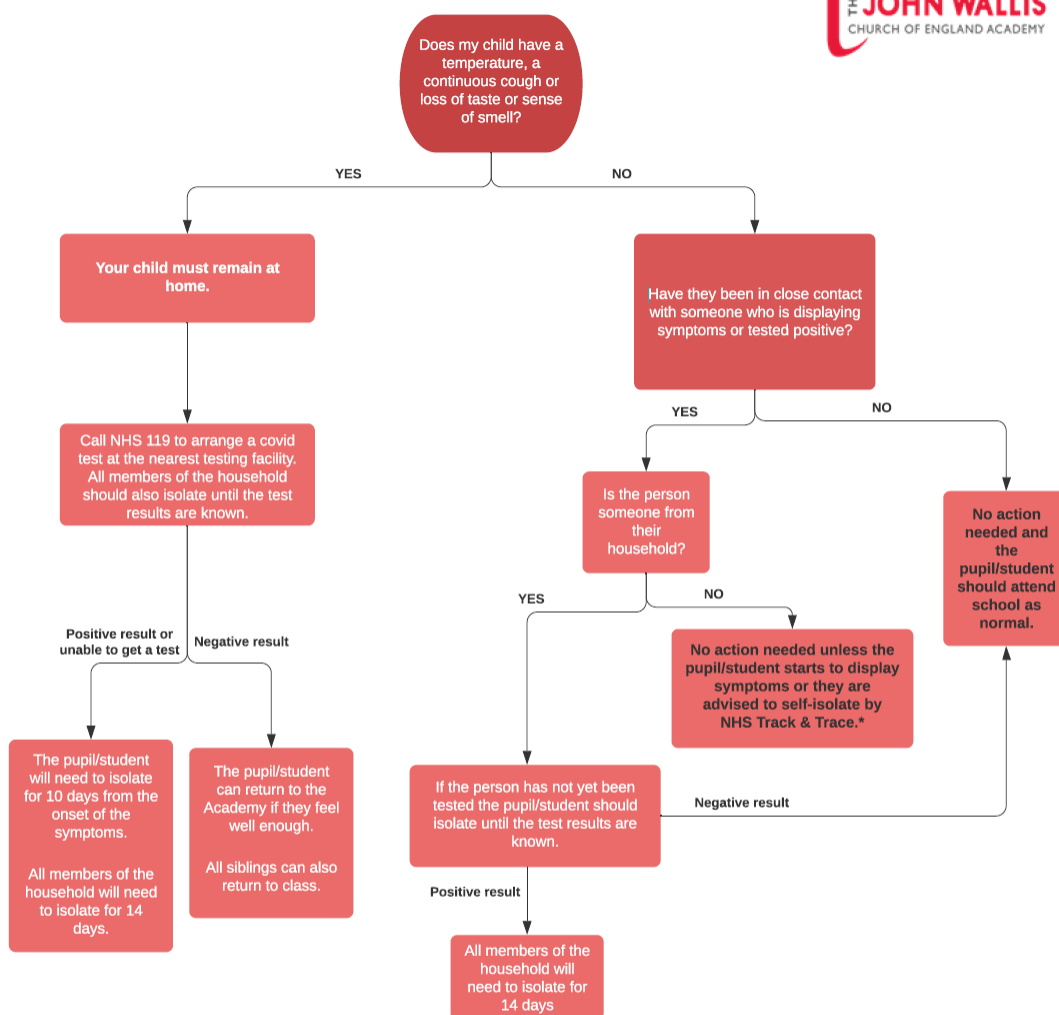 THE
JOHN WALLIS
CHURCH OF ENGLAND ACADEMY
Does my child have a
temperature, a
continuous cough or
loss of taste or sense
of smell?
YES
NO
Your child must remain at
home.
Have they been in close contact
with someone who is displaying
symptoms or tested positive?
YES
NO
Call NHS 119 to arrange a covid
test at the nearest testing facility.
All members of the household
should also isolate until the test
results are known.
Is the person
someone from
their
household?
No action
needed and
the
pupil/student
should attend
school as
normal.
YES
NO
Positive result or
unable to get a test
Negative result
No action needed unless the
pupil/student starts to display
symptoms or they are
advised to self-isolate by
NHS Track & Trace.*
The pupil/student
will need to isolate
for 10 days from the
onset of the
symptoms.
All members of the
household will need
to isolate for 14
days.
The pupil/student
can return to the
Academy if they feel
well enough.
All siblings can also
return to class.
If the person has not yet been
tested the pupil/student should
isolate until the test results are
known.
Negative result
Positive result
All members of the
household will
need to isolate for
14 days